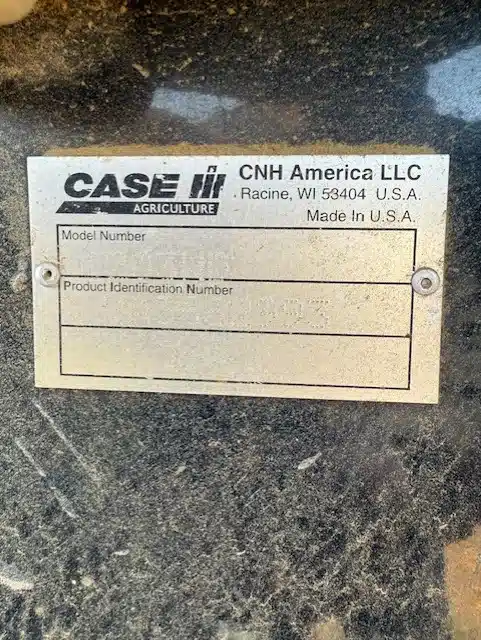 CASE IH
AGRICULTURE
CNH America LLC
Racine, WI 53404 U.S.A.
Made In U.S.A.
Model Number
Product Identification Number